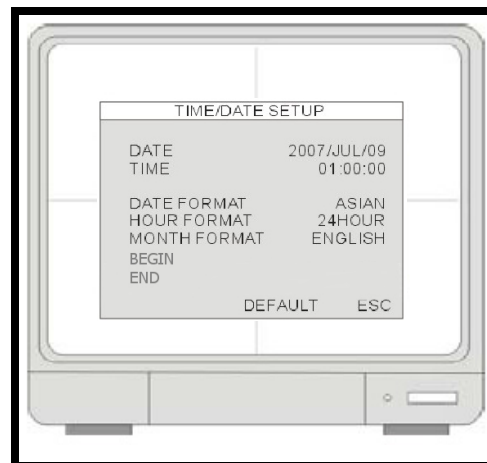 TIME/DATE SETUP
DATE 2007/JUL/09
TIME 01:00:00
DATE FORMAT ASIAN
HOUR FORMAT 24HOUR
MONTH FORMAT ENGLISH
BEGIN
END
DEFAULT ESC